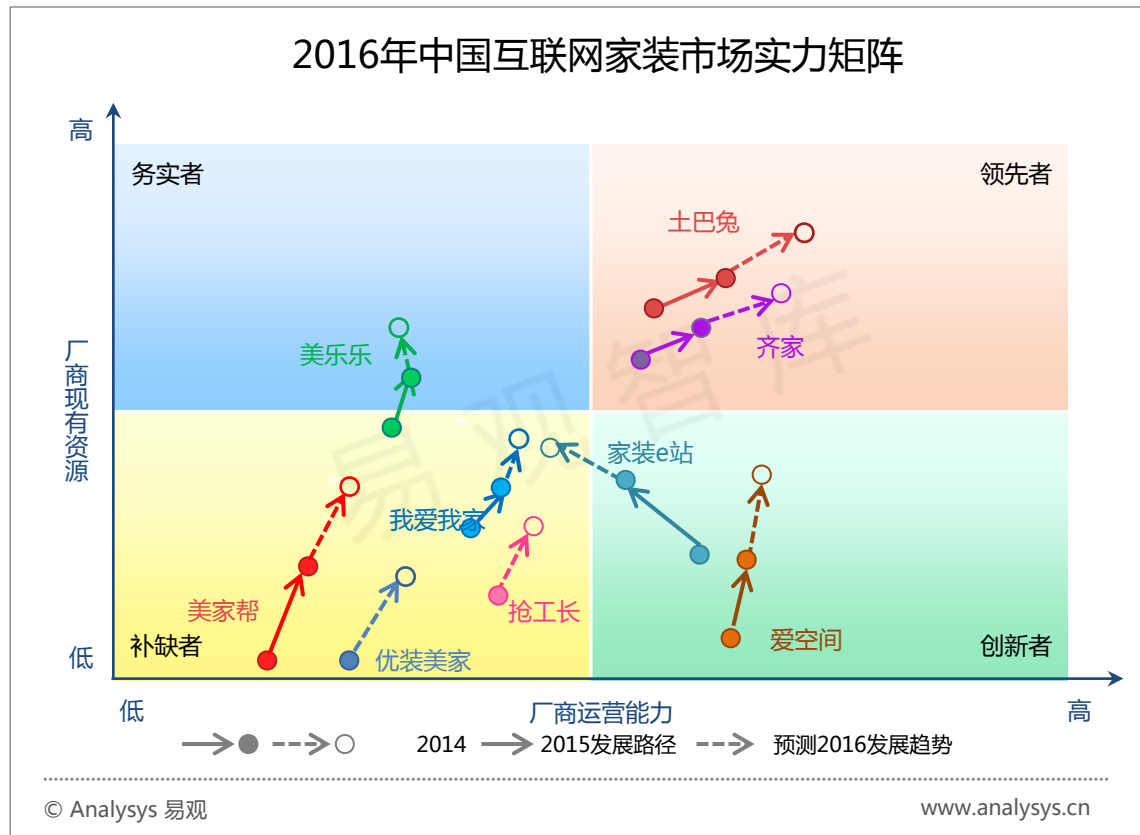 2016年中国互联网家装市场实力矩阵
高
务实者
领先者
土巴兔
美乐乐
齐家
厂商现有资源
易观智库
家装e站
我爱我家
美家帮
抢工长
爱空间
补缺者
优装美家
创新者
低
低
厂商运营能力
高
2014
2015发展路径
预测2016发展趋势
© Analysys 易观
www.analysys.cn